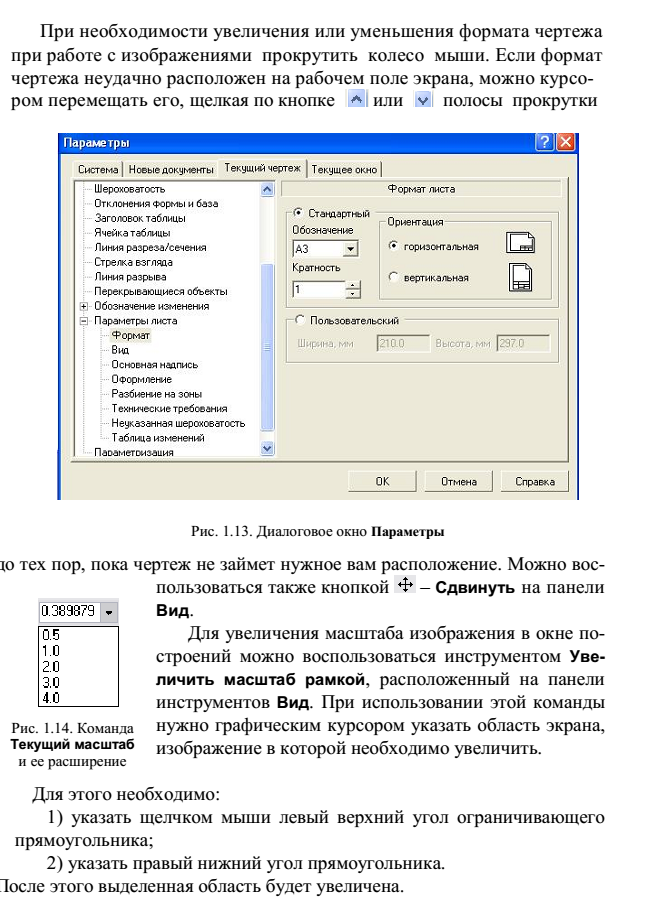 При необходимости увеличения или уменьшения формата чертежа
при работе с изображениями прокрутить колесо мыши. Если формат
чертежа неудачно расположен на рабочем поле экрана, можно курсо-
ром перемещать его, щелкая по кнопке или полосы прокрутки
Параметры
Система Новые документы Текущий чертеж Текущее окно
Шероховатость
Отклонения формы и база
Заголовок таблицы
Ячейка таблицы
Линия разреза/сечения
Стрелка взгляда
Линия разрыва
Перекрывающиеся объекты
Обозначение изменения
Параметры листа
Формат
Вид
Основная надпись
Оформление
Разбиение на зоны
Технические требования
Неуказанная шероховатость
Таблица изменений
Параметризация
Формат листа
Стандартный
Обозначение
А3
Кратность
1
Ориентация
горизонтальная
вертикальная
Пользовательский
Ширина, мм 210.0 Высота, мм 297.0
OK Отмена Справка
Рис. 1.13. Диалоговое окно Параметры
до тех пор, пока чертеж не займет нужное вам расположение. Можно вос-
пользоваться также кнопкой – Сдвинуть на панели
Вид.
Для увеличения масштаба изображения в окне по-
строений можно воспользоваться инструментом Уве-
личить масштаб рамкой, расположенный на панели
инструментов Вид. При использовании этой команды
нужно графическим курсором указать область экрана,
изображение в которой необходимо увеличить.
0.389879
0.5
1.0
2.0
3.0
4.0
Рис. 1.14. Команда
Текущий масштаб
и ее расширение
Для этого необходимо:
1) указать щелчком мыши левый верхний угол ограничивающего
прямоугольника;
2) указать правый нижний угол прямоугольника.
После этого выделенная область будет увеличена.